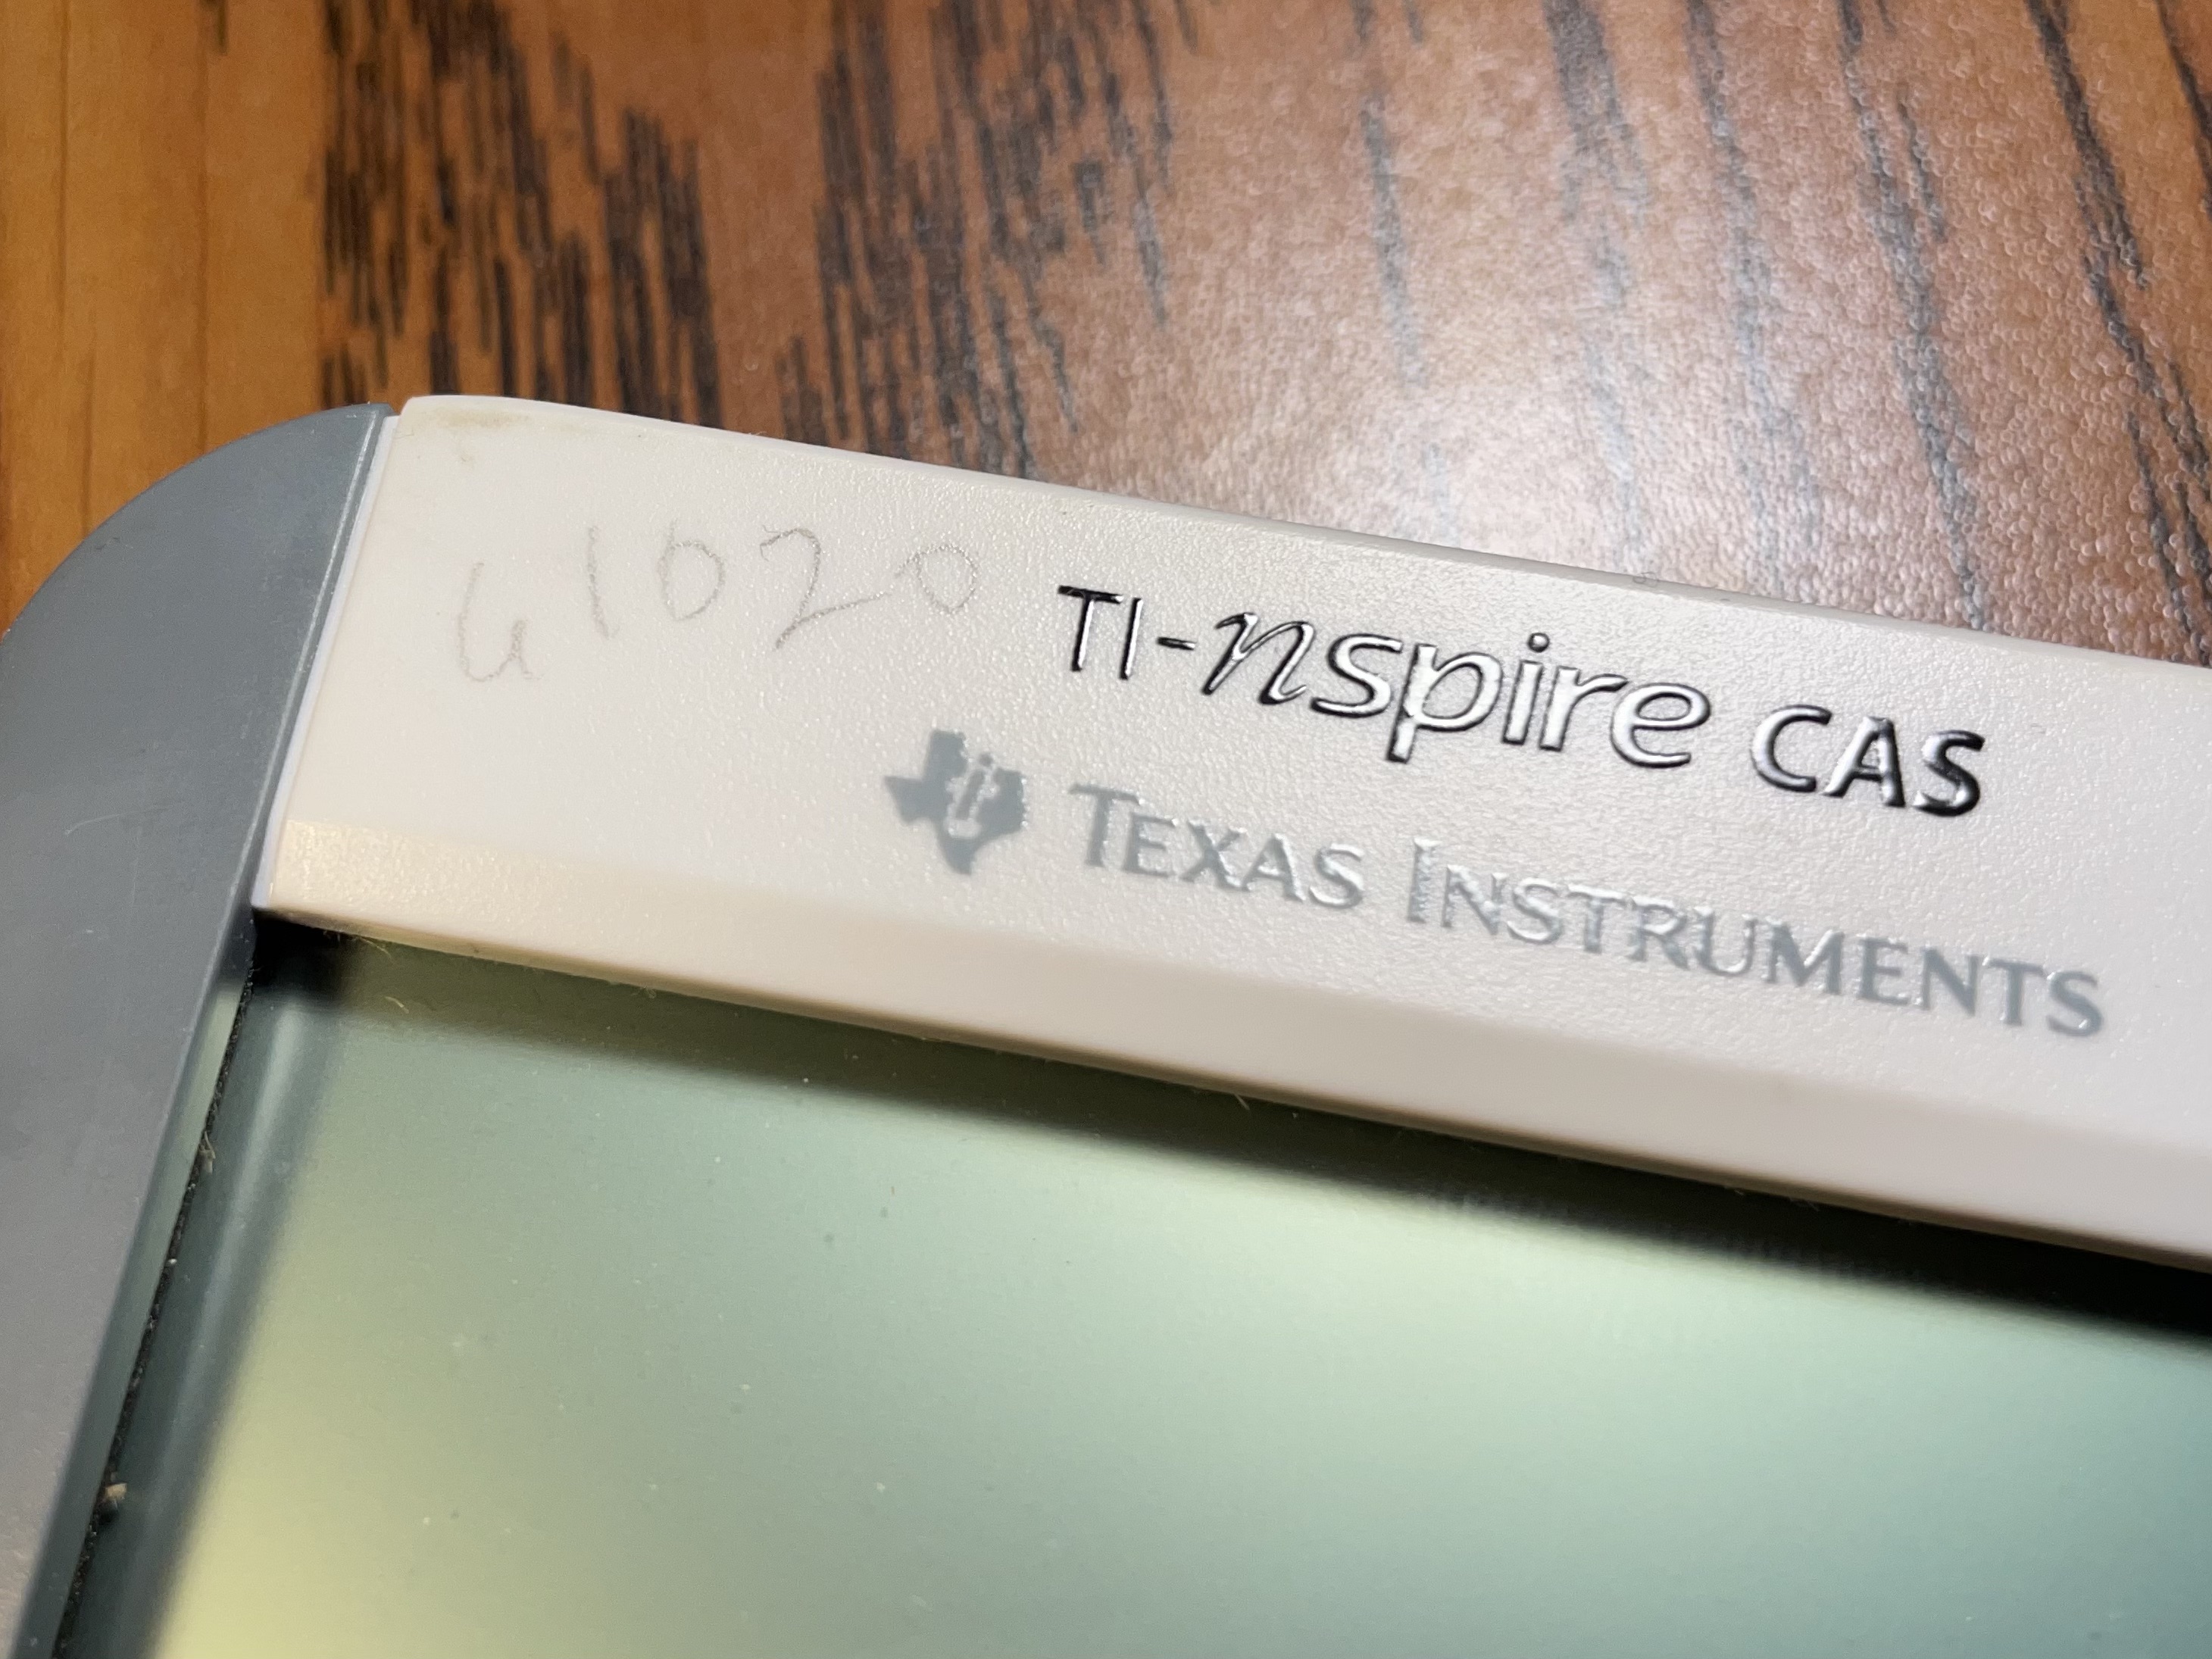 61020
TI-nspire CAS
TEXAS INSTRUMENTS